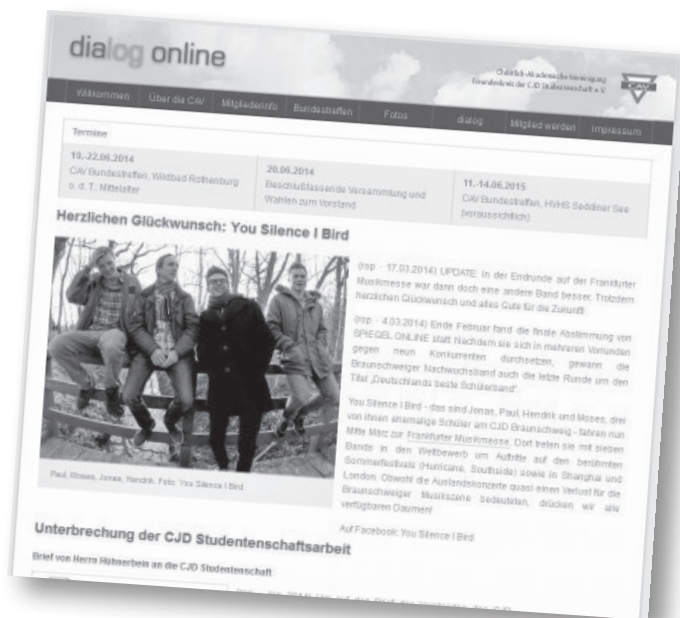 dialog online
Christlich-Akademische Vereinigung
Freundeskreis der CJD Studentenschaft e.V.
CAV
Willkommen Über die CAV Mitgliederinfo Bundestreffen Fotos dialog Mitglied werden Impressum
Termine
19.-22.06.2014
CAV Bundestreffen, Wildbad Rothenburg
o. d. T.: Mittelalter
20.06.2014
Beschlußfassende Versammlung und
Wahlen zum Vorstand
11.-14.06.2015
CAV Bundestreffen, HVHS Seddiner See
(voraussichtlich)
Herzlichen Glückwunsch: You Silence I Bird
(nsp - 17.03.2014) UPDATE: In der Endrunde auf der Frankfurter
Musikmesse war dann doch eine andere Band besser. Trotzdem
herzlichen Glückwunsch und alles Gute für die Zukunft!
(nsp - 4.03.2014) Ende Februar fand die finale Abstimmung von
SPIEGEL ONLINE statt. Nachdem sie sich in mehreren Vorrunden
gegen neun Konkurrenten durchsetzen, gewann die
Braunschweiger Nachwuchsband auch die letzte Runde um den
Titel „Deutschlands beste Schülerband“.
You Silence I Bird - das sind Jonas, Paul, Hendrik und Moses, drei
von ihnen ehemalige Schüler am CJD Braunschweig - fahren nun
Mitte März zur Frankfurter Musikmesse. Dort treten sie mit sieben
Bands in den Wettbewerb um Auftritte auf den berühmten
Sommerfestivals (Hurricane, Southside) sowie in Shanghai und
London. Obwohl die Auslandskonzerte quasi einen Verlust für die
Braunschweiger Musikszene bedeuteten, drücken wir alle
verfügbaren Daumen!
Auf Facebook: You Silence I Bird
Paul, Moses, Jonas, Hendrik. Foto: You Silence I Bird
Unterbrechung der CJD Studentenschaftsarbeit
Brief von Herrn Hühnerbein an die CJD Studentenschaft